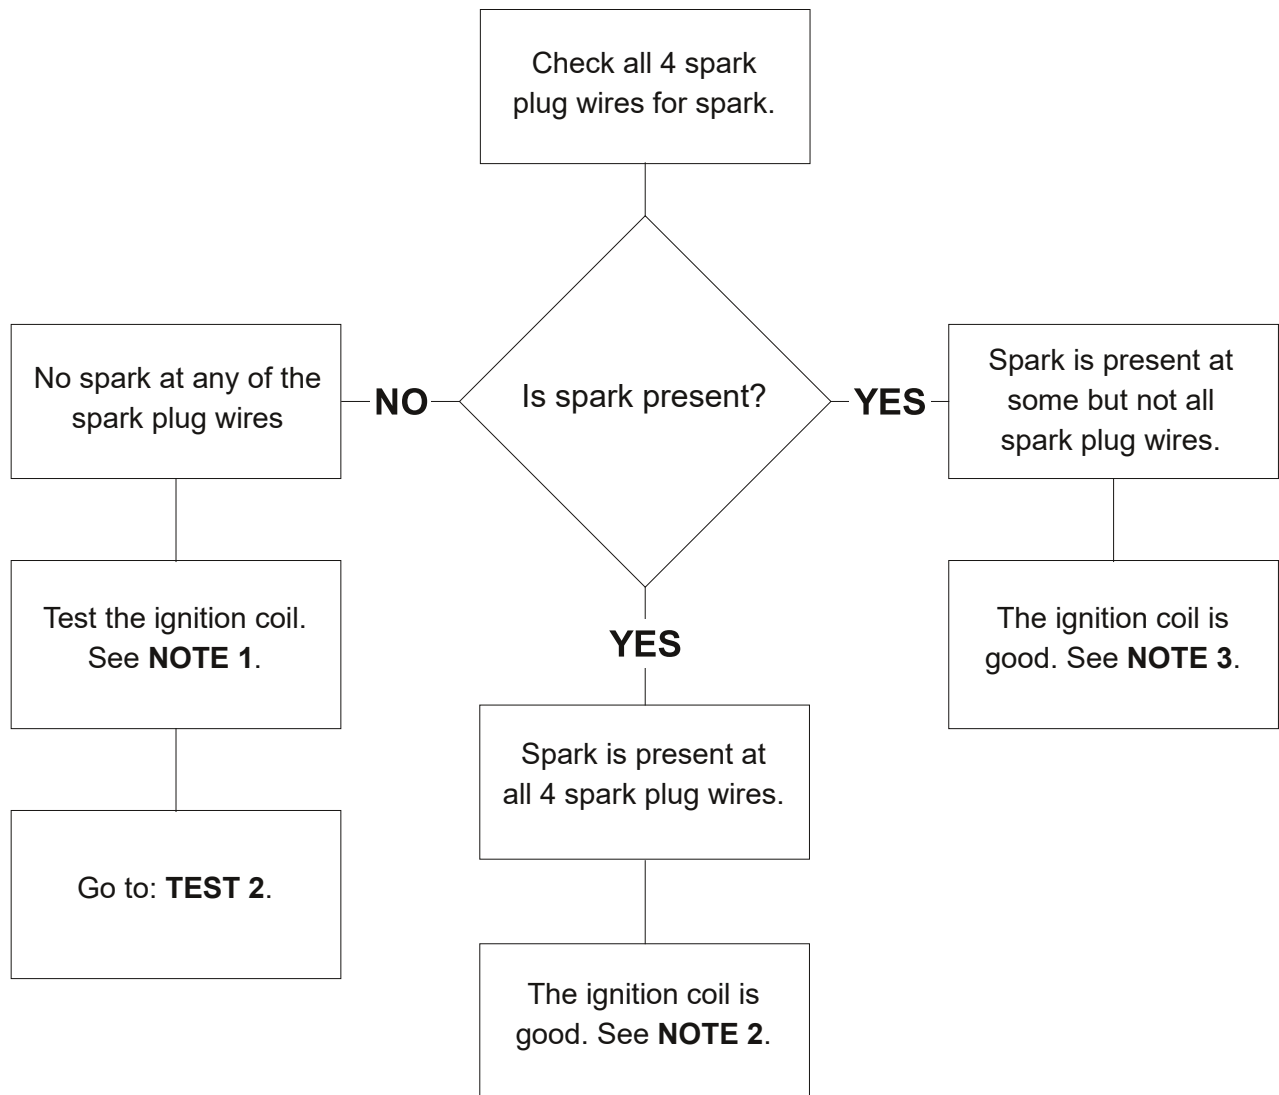 Check all 4 spark
plug wires for spark.
Is spark present?
NO
No spark at any of the
spark plug wires
Test the ignition coil.
See NOTE 1.
Go to: TEST 2.
YES
Spark is present at
all 4 spark plug wires.
The ignition coil is
good. See NOTE 2.
YES
Spark is present at
some but not all
spark plug wires.
The ignition coil is
good. See NOTE 3.